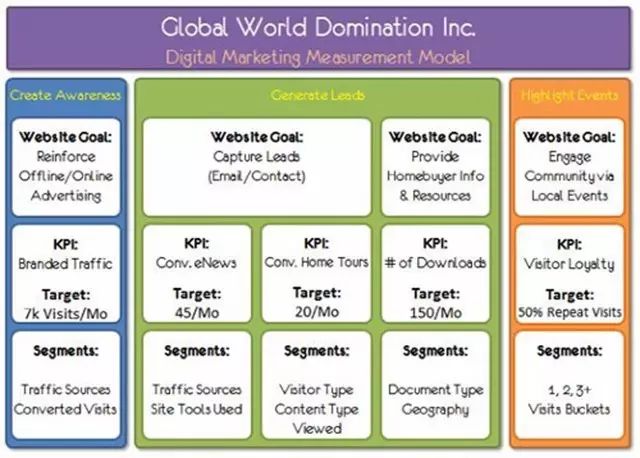 Global World Domination Inc.
Digital Marketing Measurement Model
Create Awareness
Generate Leads
Highlight Events
Website Goal:
Reinforce
Offline/Online
Advertising
Website Goal:
Capture Leads
(Email/Contact)
Website Goal:
Provide
Homebuyer Info
& Resources
Website Goal:
Engage
Community via
Local Events
KPI:
Branded Traffic
Target:
7k Visits/Mo
KPI:
Conv. eNews
Target:
45/Mo
KPI:
Conv. Home Tours
Target:
20/Mo
KPI:
# of Downloads
Target:
150/Mo
KPI:
Visitor Loyalty
Target:
50% Repeat Visits
Segments:
Traffic Sources
Converted Visits
Segments:
Traffic Sources
Site Tools Used
Segments:
Visitor Type
Content Type
Viewed
Segments:
Document Type
Geography
Segments:
1, 2, 3+
Visits Buckets